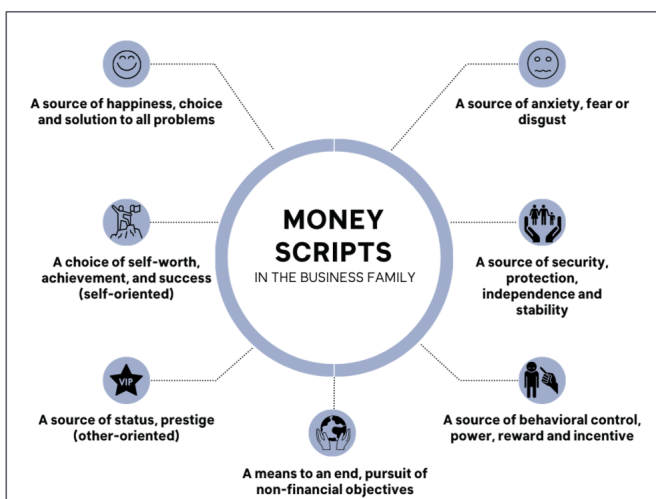 A source of happiness, choice
and solution to all problems
A source of anxiety, fear or
disgust
MONEY
SCRIPTS
IN THE BUSINESS FAMILY
A choice of self-worth,
achievement, and success
(self-oriented)
A source of security,
protection,
independence and
stability
VIP
A source of status, prestige
(other-oriented)
A source of behavioral control,
power, reward and incentive
A means to an end, pursuit of
non-financial objectives